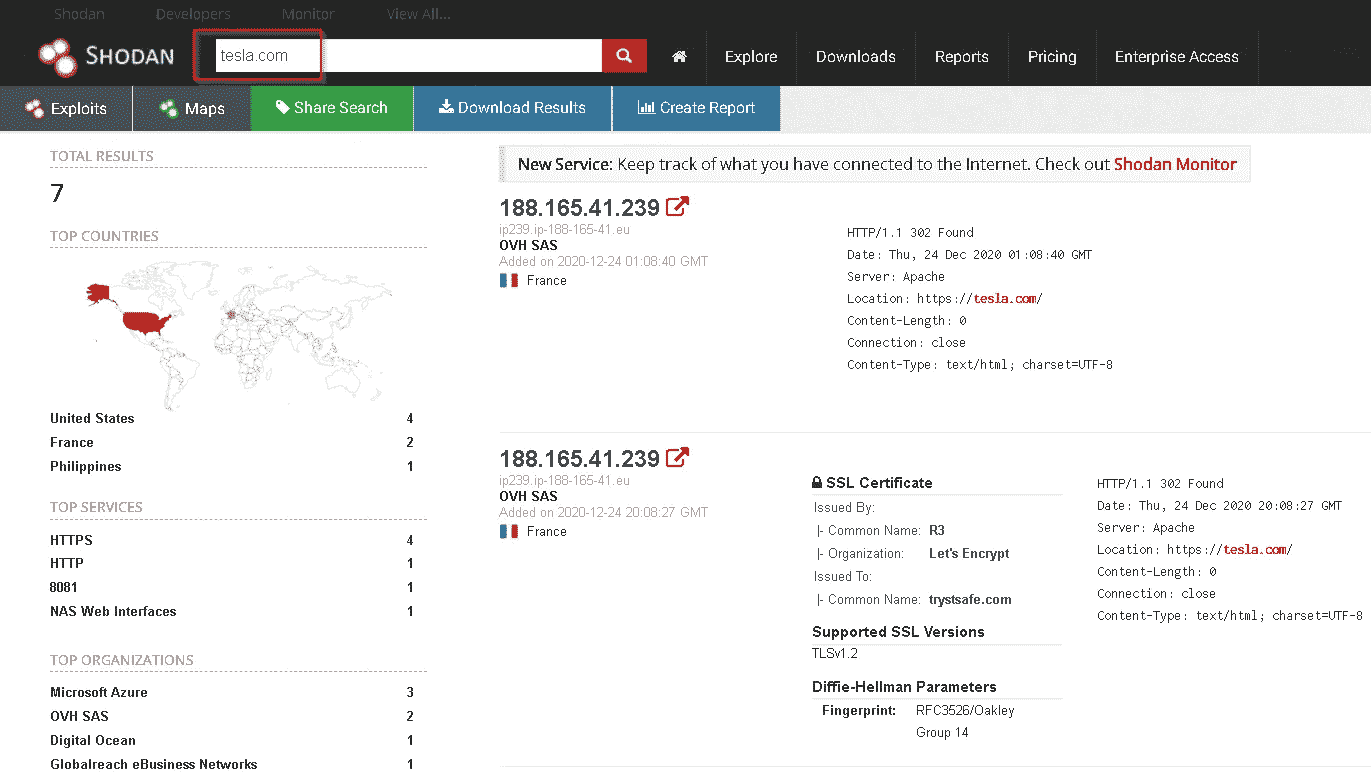 Shodan Developers Monitor View All...
SHODAN tesla.com Explore Downloads Reports Pricing Enterprise Access
Exploits Maps Share Search Download Results Create Report
TOTAL RESULTS
7
TOP COUNTRIES
United States 4
France 2
Philippines 1
TOP SERVICES
HTTPS 4
HTTP 1
8081 1
NAS Web Interfaces 1
TOP ORGANIZATIONS
Microsoft Azure 3
OVH SAS 2
Digital Ocean 1
Globalreach eBusiness Networks 1
New Service: Keep track of what you have connected to the Internet. Check out Shodan Monitor
188.165.41.239
ip239.ip-188-165-41.eu
OVH SAS
Added on 2020-12-24 01:08:40 GMT
France
HTTP/1.1 302 Found
Date: Thu, 24 Dec 2020 01:08:40 GMT
Server: Apache
Location: https://tesla.com/
Content-Length: 0
Connection: close
Content-Type: text/html; charset=UTF-8
188.165.41.239
ip239.ip-188-165-41.eu
OVH SAS
Added on 2020-12-24 20:08:27 GMT
France
SSL Certificate
Issued By:
|- Common Name: R3
|- Organization: Let's Encrypt
Issued To:
|- Common Name: trystsafe.com
Supported SSL Versions
TLSv1.2
Diffie-Hellman Parameters
Fingerprint: RFC3526/Oakley
Group 14
HTTP/1.1 302 Found
Date: Thu, 24 Dec 2020 20:08:27 GMT
Server: Apache
Location: https://tesla.com/
Content-Length: 0
Connection: close
Content-Type: text/html; charset=UTF-8